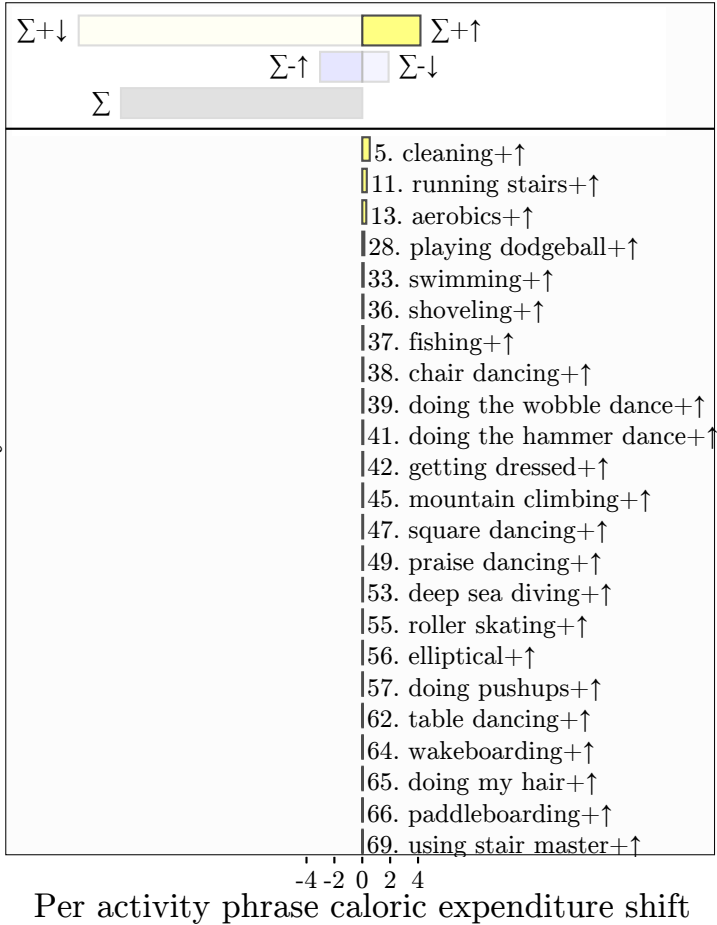 ∑+↓ ∑+↑
∑-↑ ∑-↓
∑
5. cleaning+↑
11. running stairs+↑
13. aerobics+↑
28. playing dodgeball+↑
33. swimming+↑
36. shoveling+↑
37. fishing+↑
38. chair dancing+↑
39. doing the wobble dance+↑
41. doing the hammer dance+↑
42. getting dressed+↑
45. mountain climbing+↑
47. square dancing+↑
49. praise dancing+↑
53. deep sea diving+↑
55. roller skating+↑
56. elliptical+↑
57. doing pushups+↑
62. table dancing+↑
64. wakeboarding+↑
65. doing my hair+↑
66. paddleboarding+↑
69. using stair master+↑
-4 -2 0 2 4
Per activity phrase caloric expenditure shift